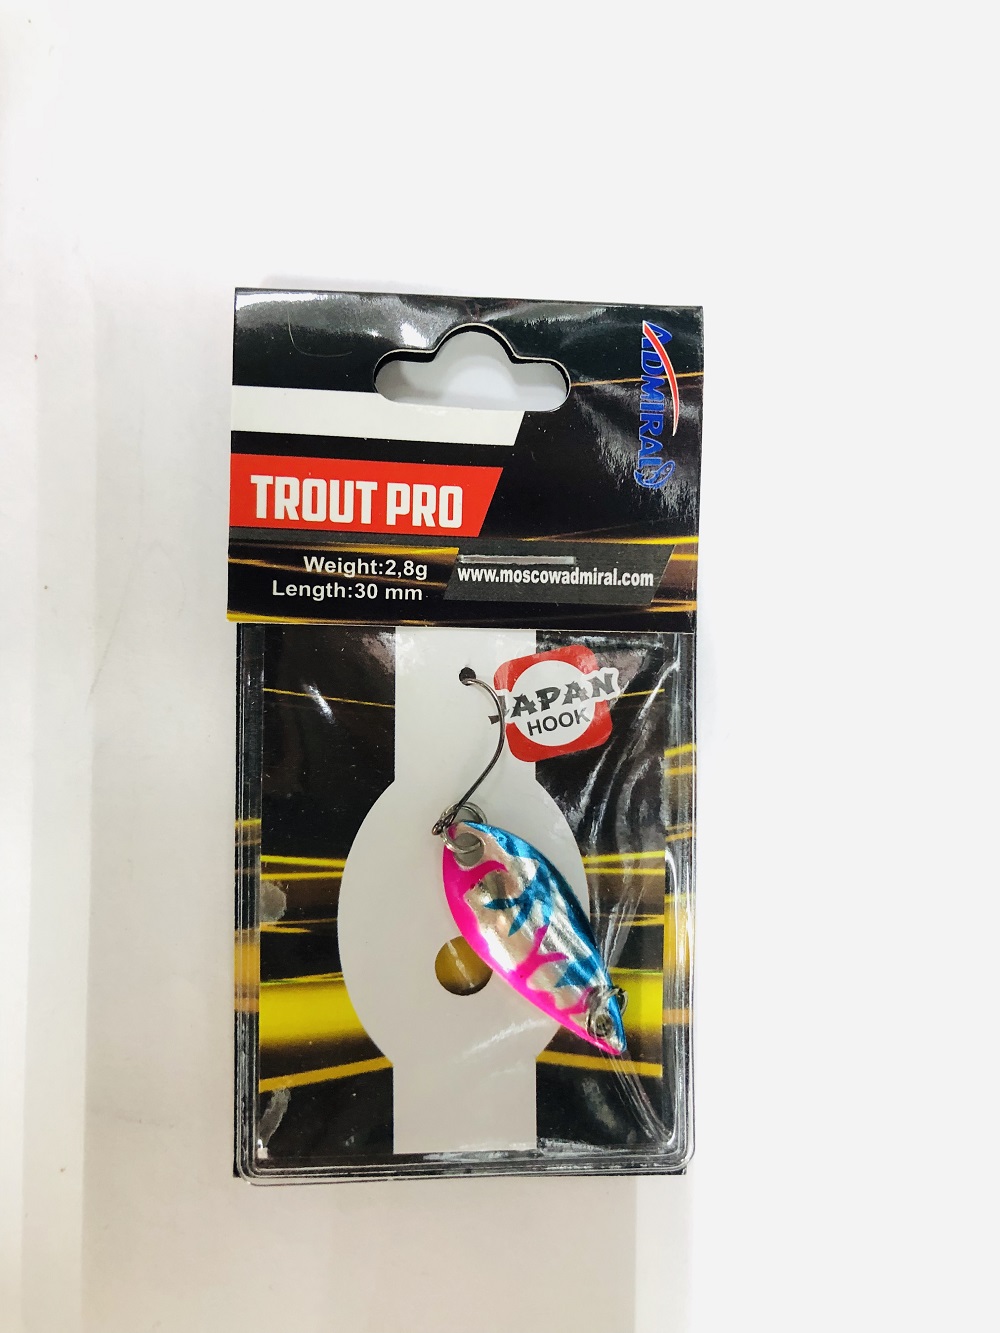 ADMIRAL
TROUT PRO
Weight:2,8g
Length:30 mm
www.moscowadmiral.com
JAPAN
HOOK